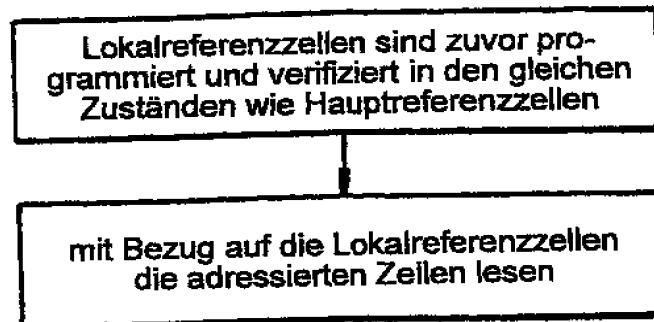 Lokalreferenzzellen sind zuvor pro-
grammiert und verifiziert in den gleichen
Zuständen wie Hauptreferenzzellen
mit Bezug auf die Lokalreferenzzellen
die adressierten Zeilen lesen